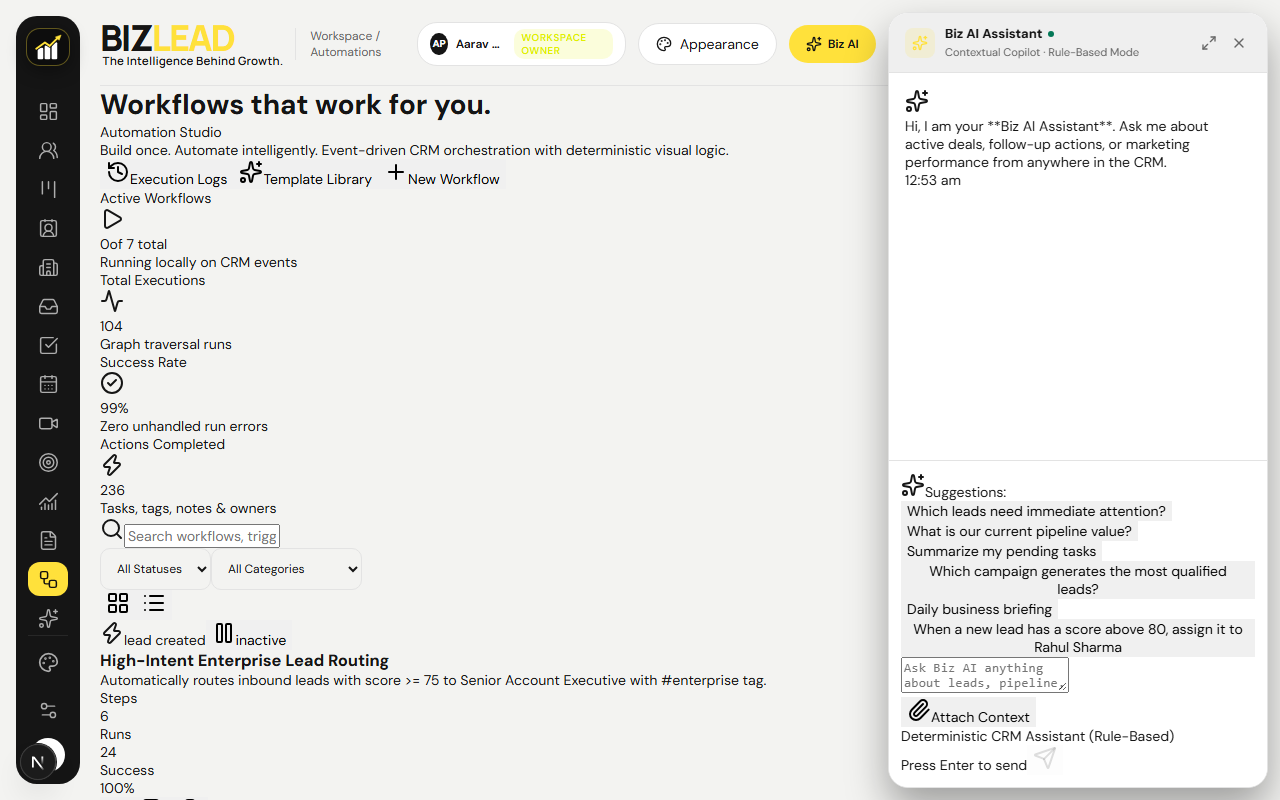 BIZLEAD
The Intelligence Behind Growth.
Workspace /
Automations
AP
Aarav ...
WORKSPACE
OWNER
Appearance
Biz AI
Workflows that work for you.
Automation Studio
Build once. Automate intelligently. Event-driven CRM orchestration with deterministic visual logic.
Execution Logs
Template Library
New Workflow
Active Workflows
0of 7 total
Running locally on CRM events
Total Executions
104
Graph traversal runs
Success Rate
99%
Zero unhandled run errors
Actions Completed
236
Tasks, tags, notes & owners
Search workflows, trigg
All Statuses
All Categories
lead created
inactive
High-Intent Enterprise Lead Routing
Automatically routes inbound leads with score >= 75 to Senior Account Executive with #enterprise tag.
Steps
6
Runs
24
Success
100%
N
Biz AI Assistant
Contextual Copilot · Rule-Based Mode
Hi, I am your **Biz AI Assistant**. Ask me about
active deals, follow-up actions, or marketing
performance from anywhere in the CRM.
12:53 am
Suggestions:
Which leads need immediate attention?
What is our current pipeline value?
Summarize my pending tasks
Which campaign generates the most qualified
leads?
Daily business briefing
When a new lead has a score above 80, assign it to
Rahul Sharma
Ask Biz AI anything
about leads, pipeline,
Attach Context
Deterministic CRM Assistant (Rule-Based)
Press Enter to send